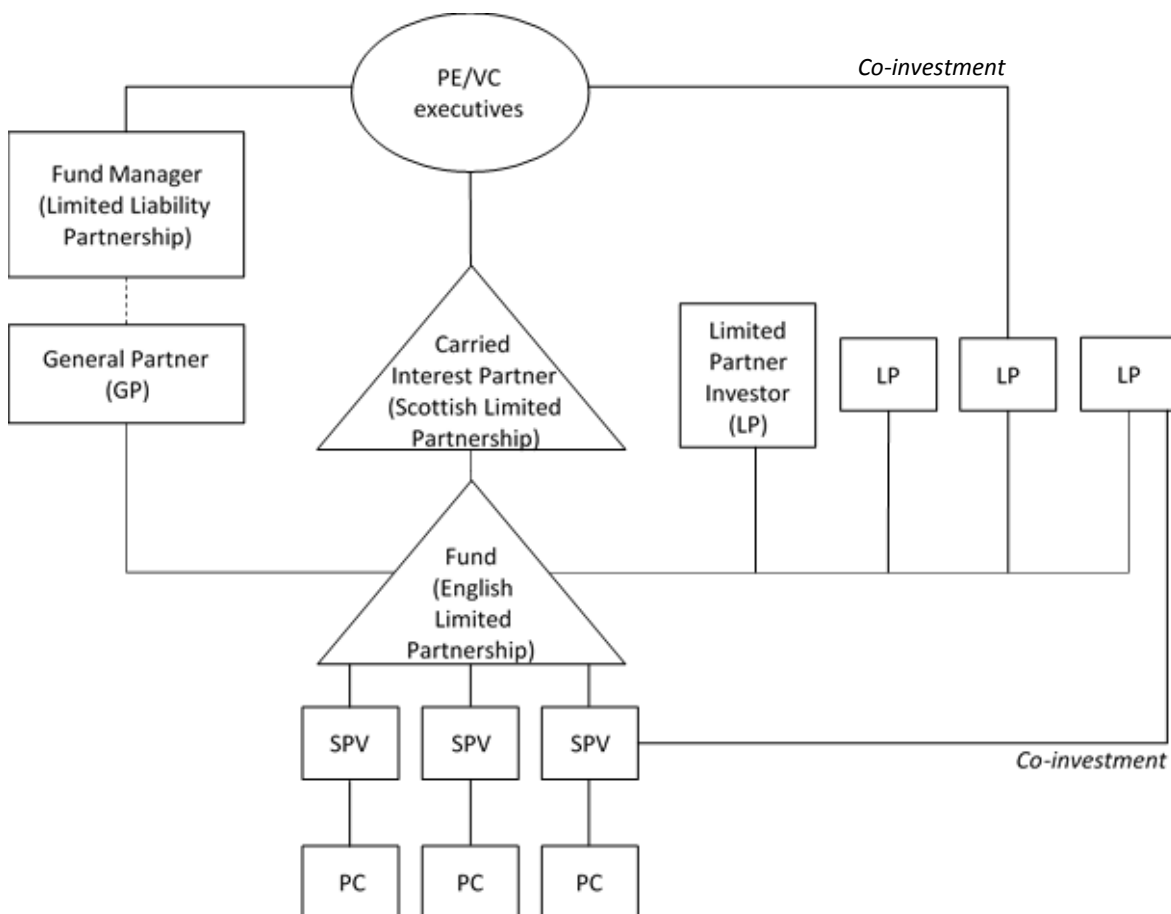 Co-investment
PE/VC
executives
Fund Manager
(Limited Liability
Partnership)
General Partner
(GP)
Carried
Interest Partner
(Scottish Limited
Partnership)
Limited
Partner
Investor
(LP)
LP
LP
LP
Fund
(English
Limited
Partnership)
SPV
SPV
SPV
Co-investment
PC
PC
PC